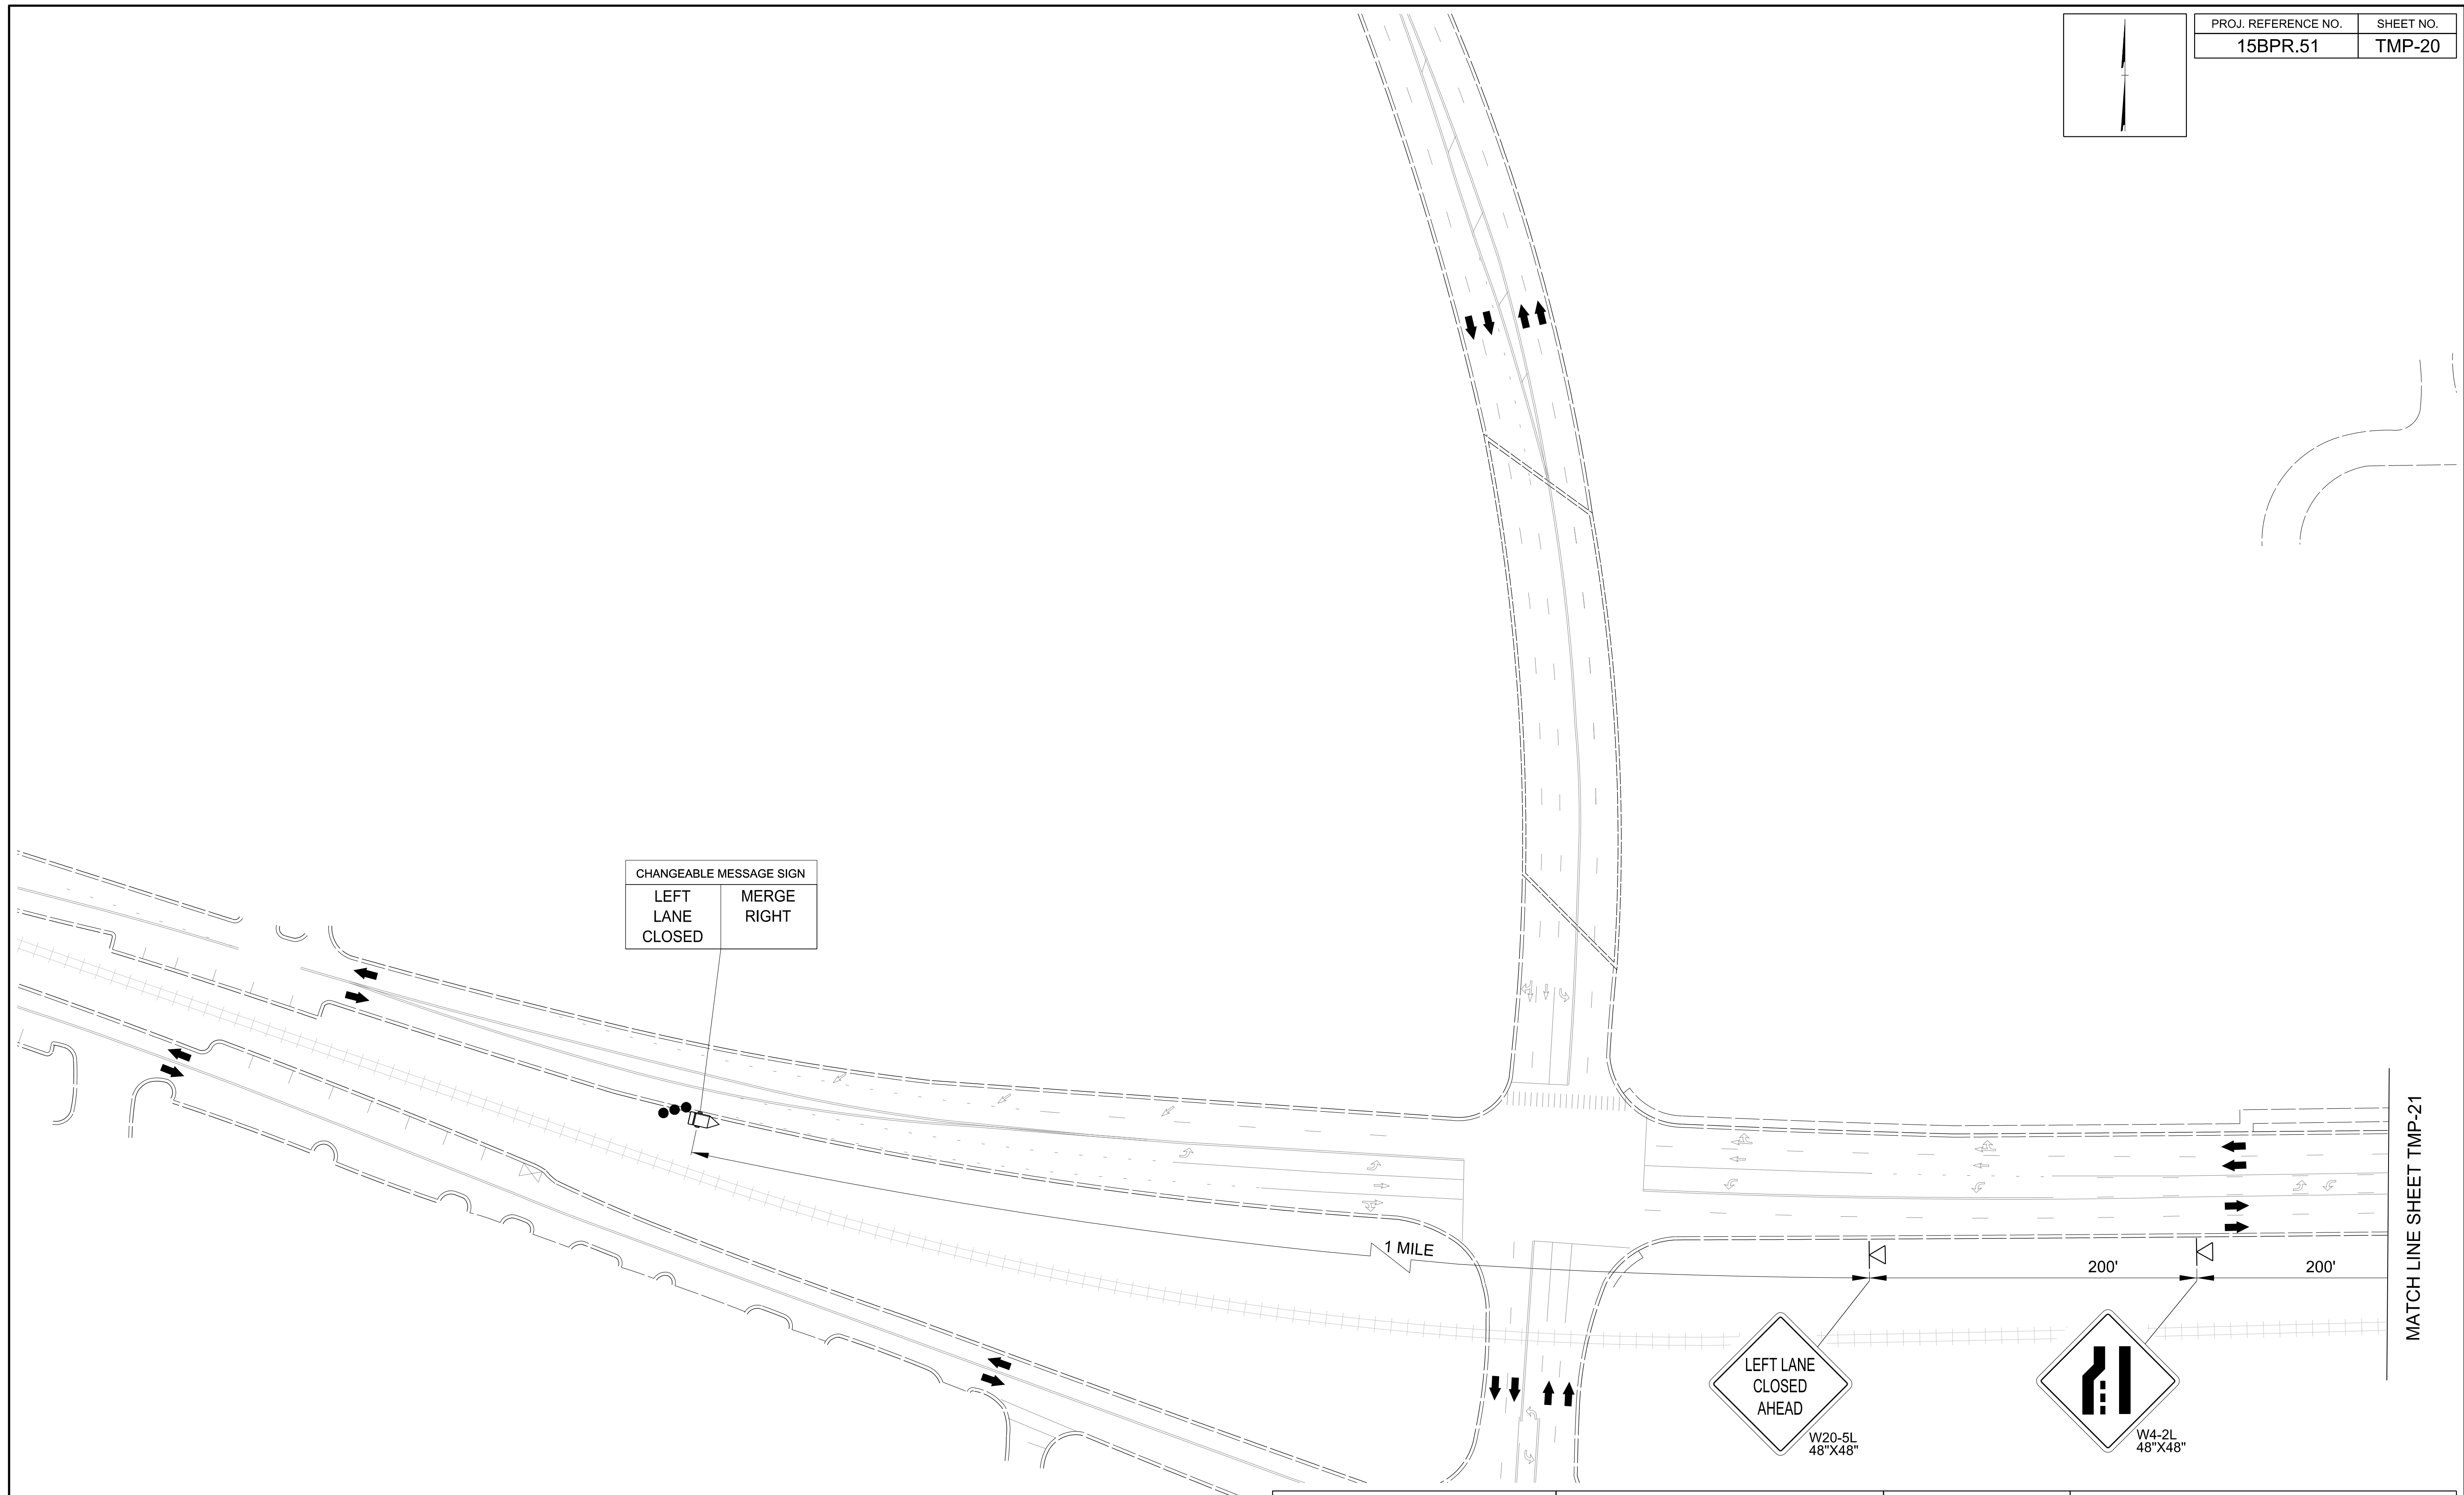 PROJ. REFERENCE NO.
SHEET NO.
15BPR.51
TMP-20
CHANGEABLE MESSAGE SIGN
LEFT
LANE
CLOSED
MERGE
RIGHT
1 MILE
200'
200'
MATCH LINE SHEET TMP-21
LEFT LANE
CLOSED
AHEAD
W20-5L
48"X48"
W4-2L
48"X48"